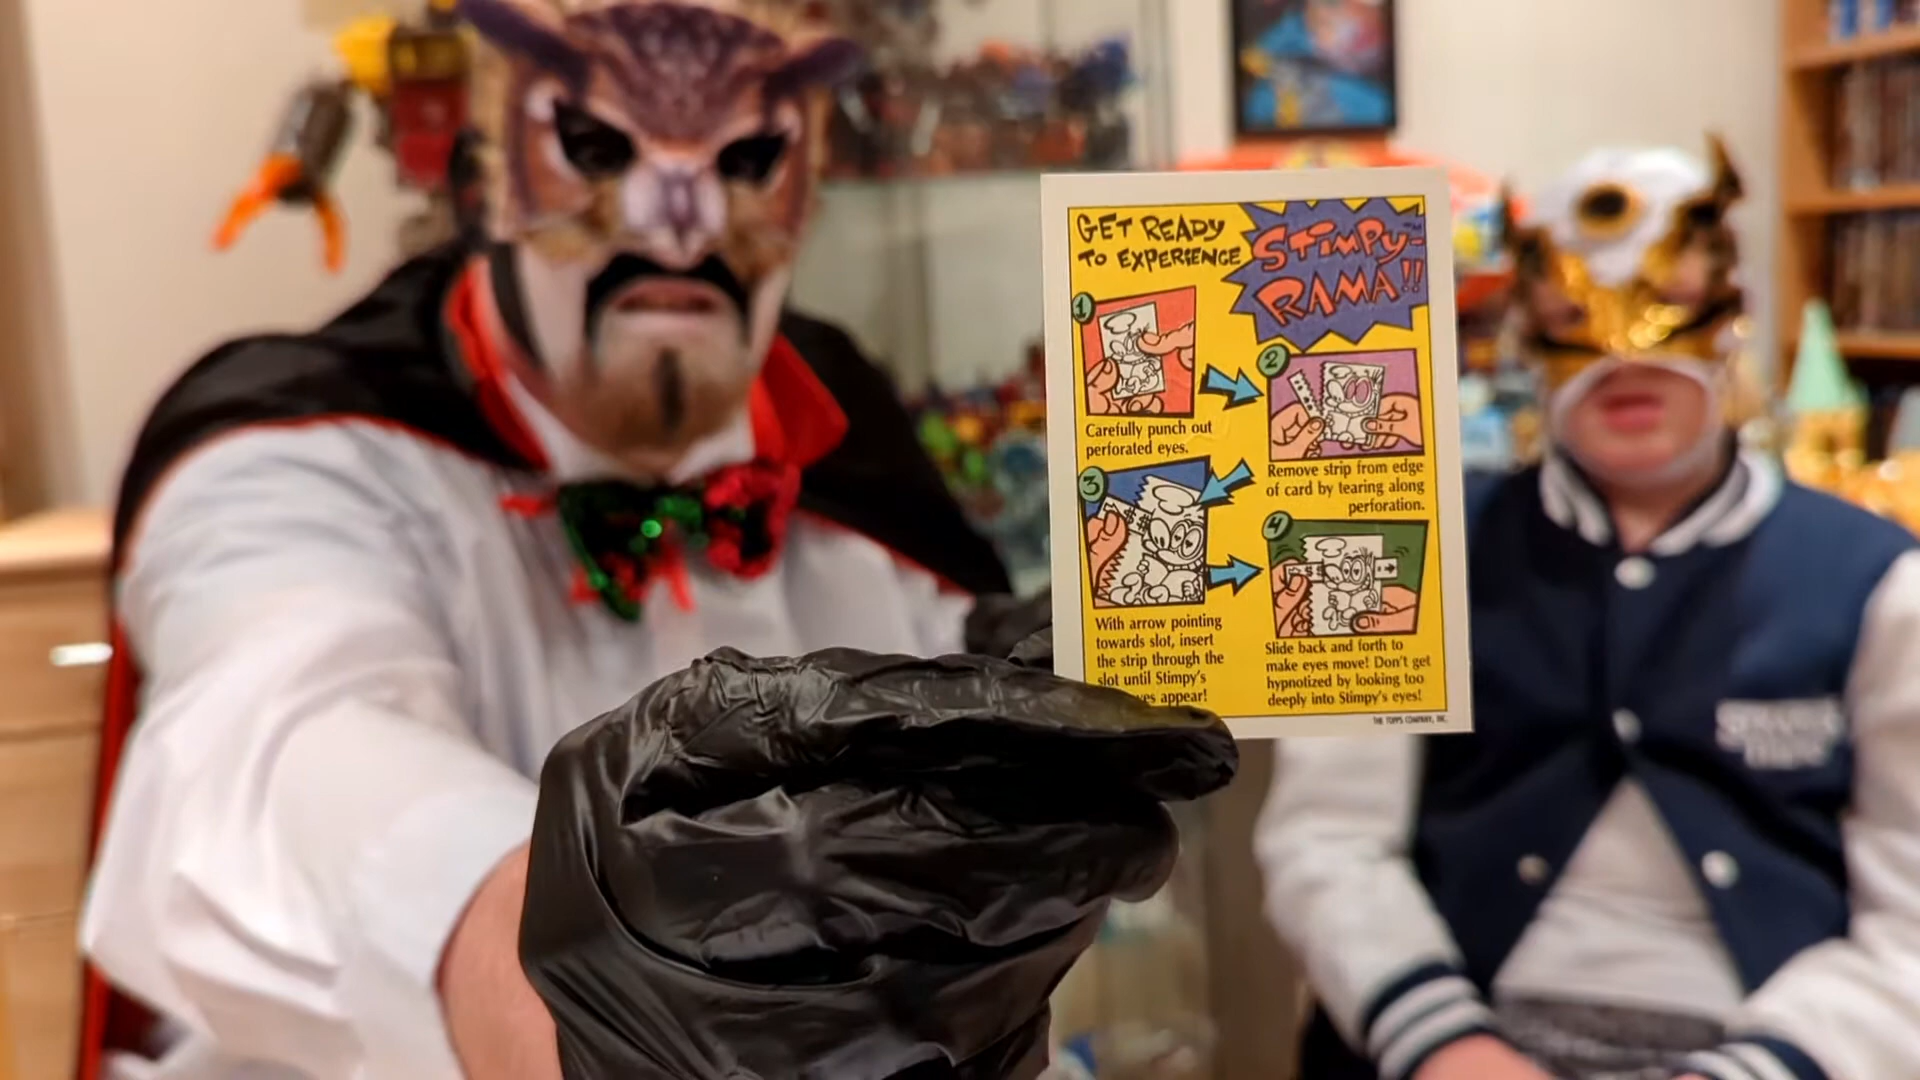 GET READY
TO EXPERIENCE
STIMPY-™
RAMA!!
1
Carefully punch out
perforated eyes.
2
Remove strip from edge
of card by tearing along
perforation.
3
With arrow pointing
towards slot, insert
the strip through the
slot until Stimpy's
appear!
4
Slide back and forth to
make eyes move! Don't get
hypnotized by looking too
deeply into Stimpy's eyes!
THE TOPPS COMPANY, INC.
STRANGER
THINGS